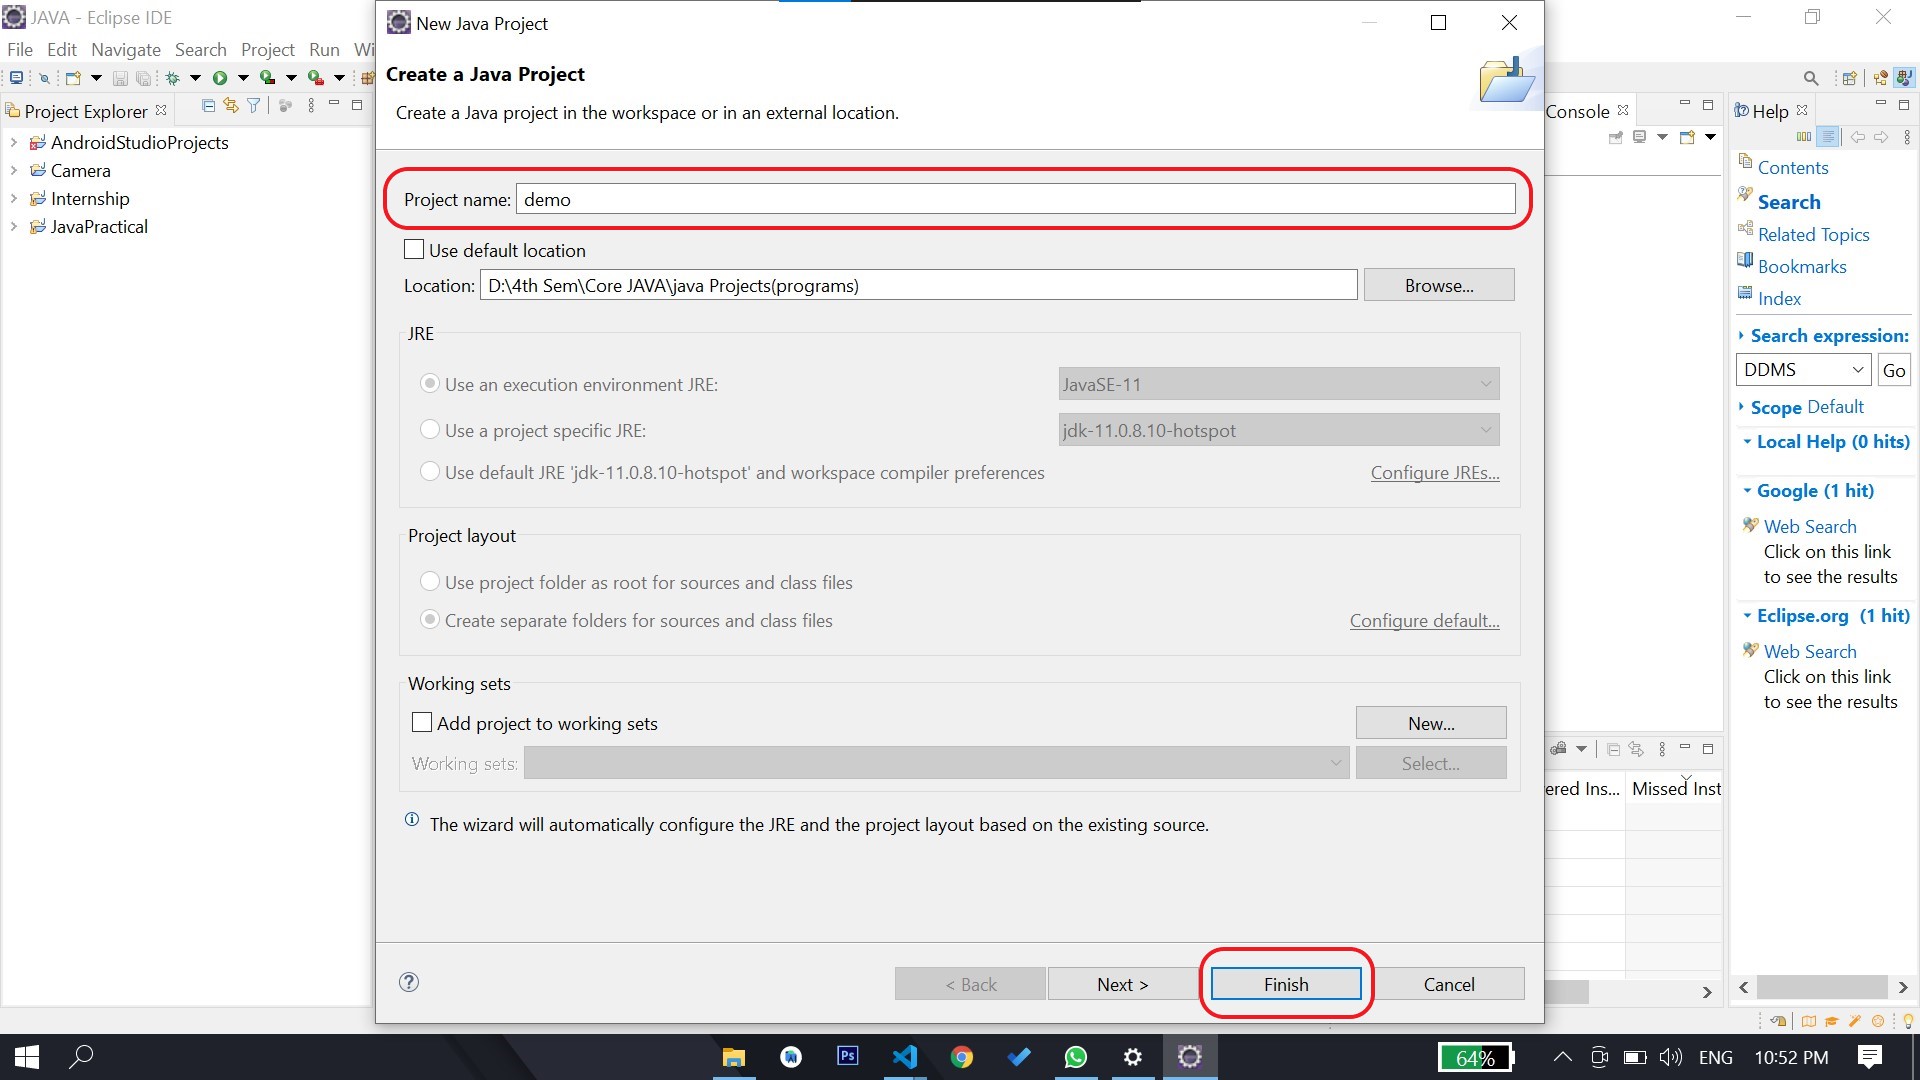 JAVA - Eclipse IDE
File Edit Navigate Search Project Run Wi
Project Explorer
AndroidStudioProjects
Camera
Internship
JavaPractical
New Java Project
Create a Java Project
Create a Java project in the workspace or in an external location.
Project name: demo
Use default location
Location: D:\4th Sem\Core JAVA\java Projects(programs) Browse...
JRE
Use an execution environment JRE: JavaSE-11
Use a project specific JRE: jdk-11.0.8.10-hotspot
Use default JRE 'jdk-11.0.8.10-hotspot' and workspace compiler preferences Configure JREs...
Project layout
Use project folder as root for sources and class files
Create separate folders for sources and class files Configure default...
Working sets
Add project to working sets New...
Working sets: Select...
The wizard will automatically configure the JRE and the project layout based on the existing source.
< Back Next > Finish Cancel
Console
ered Ins... Missed Inst
Help
Contents
Search
Related Topics
Bookmarks
Index
Search expression:
DDMS Go
Scope Default
Local Help (0 hits)
Google (1 hit)
Web Search
Click on this link
to see the results
Eclipse.org (1 hit)
Web Search
Click on this link
to see the results
Ps 64% ENG 10:52 PM